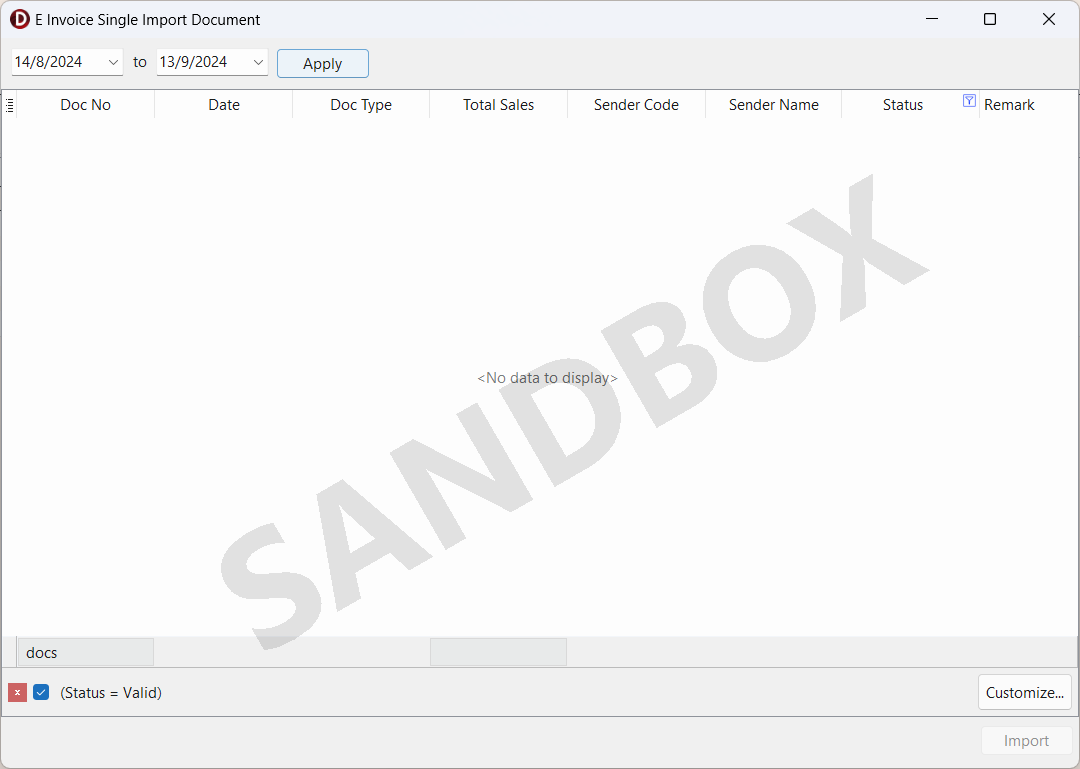 E Invoice Single Import Document
14/8/2024 to 13/9/2024 Apply
Doc No Date Doc Type Total Sales Sender Code Sender Name Status Remark
<No data to display>
SANDBOX
docs
(Status = Valid) Customize...
Import